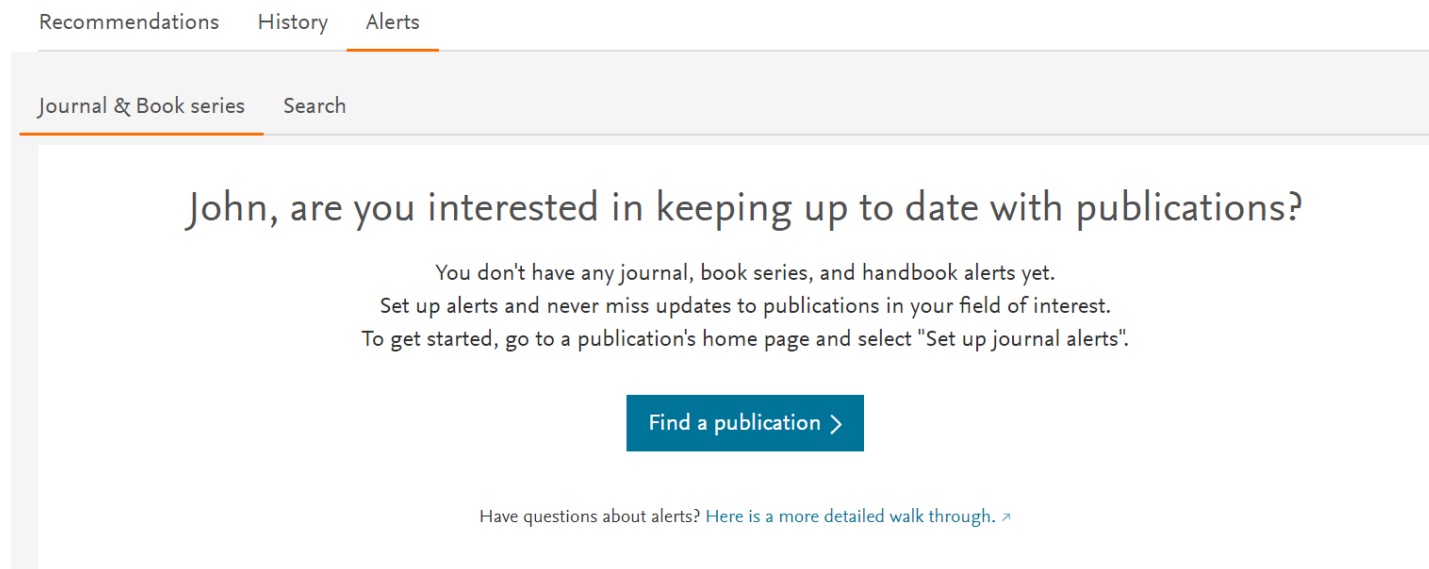 Recommendations History Alerts
Journal & Book series Search
John, are you interested in keeping up to date with publications?
You don't have any journal, book series, and handbook alerts yet.
Set up alerts and never miss updates to publications in your field of interest.
To get started, go to a publication's home page and select "Set up journal alerts".
Find a publication >
Have questions about alerts? Here is a more detailed walk through. ↗